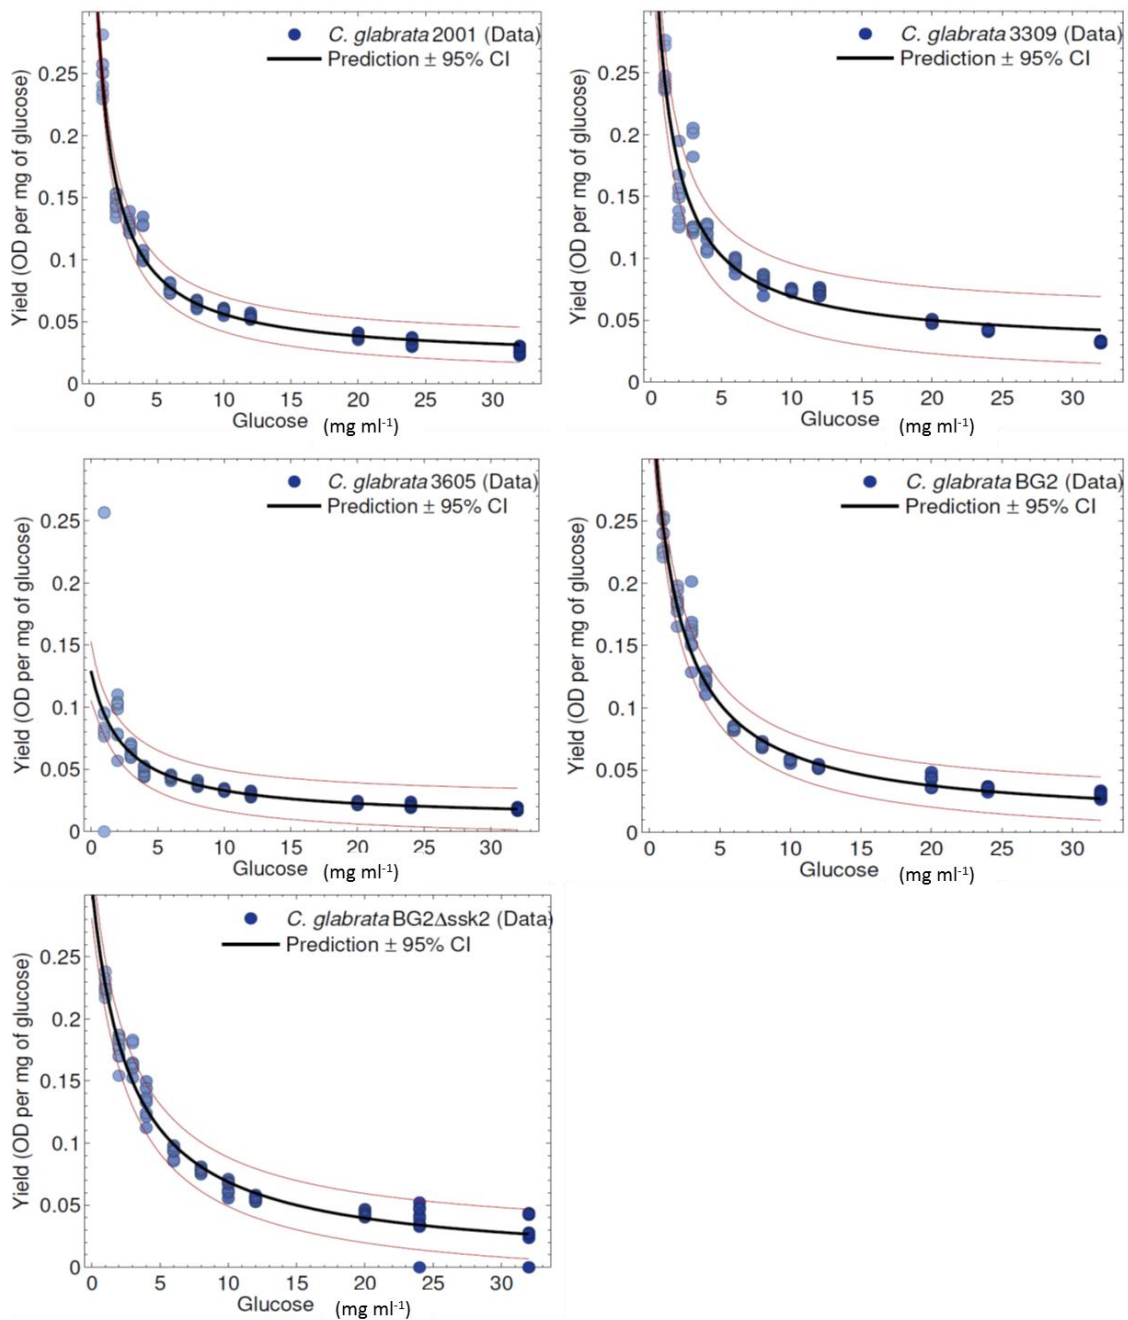 C. glabrata 2001 (Data)
Prediction ± 95% CI
Yield (OD per mg of glucose)
0.25
0.2
0.15
0.1
0.05
0
0 5 10 15 20 25 30
Glucose (mg ml-1)
C. glabrata 3309 (Data)
Prediction ± 95% CI
Yield (OD per mg of glucose)
0.25
0.2
0.15
0.1
0.05
0
0 5 10 15 20 25 30
Glucose (mg ml-1)
C. glabrata 3605 (Data)
Prediction ± 95% CI
Yield (OD per mg of glucose)
0.25
0.2
0.15
0.1
0.05
0
0 5 10 15 20 25 30
Glucose (mg ml-1)
C. glabrata BG2 (Data)
Prediction ± 95% CI
Yield (OD per mg of glucose)
0.25
0.2
0.15
0.1
0.05
0
0 5 10 15 20 25 30
Glucose (mg ml-1)
C. glabrata BG2Δssk2 (Data)
Prediction ± 95% CI
Yield (OD per mg of glucose)
0.25
0.2
0.15
0.1
0.05
0
0 5 10 15 20 25 30
Glucose (mg ml-1)